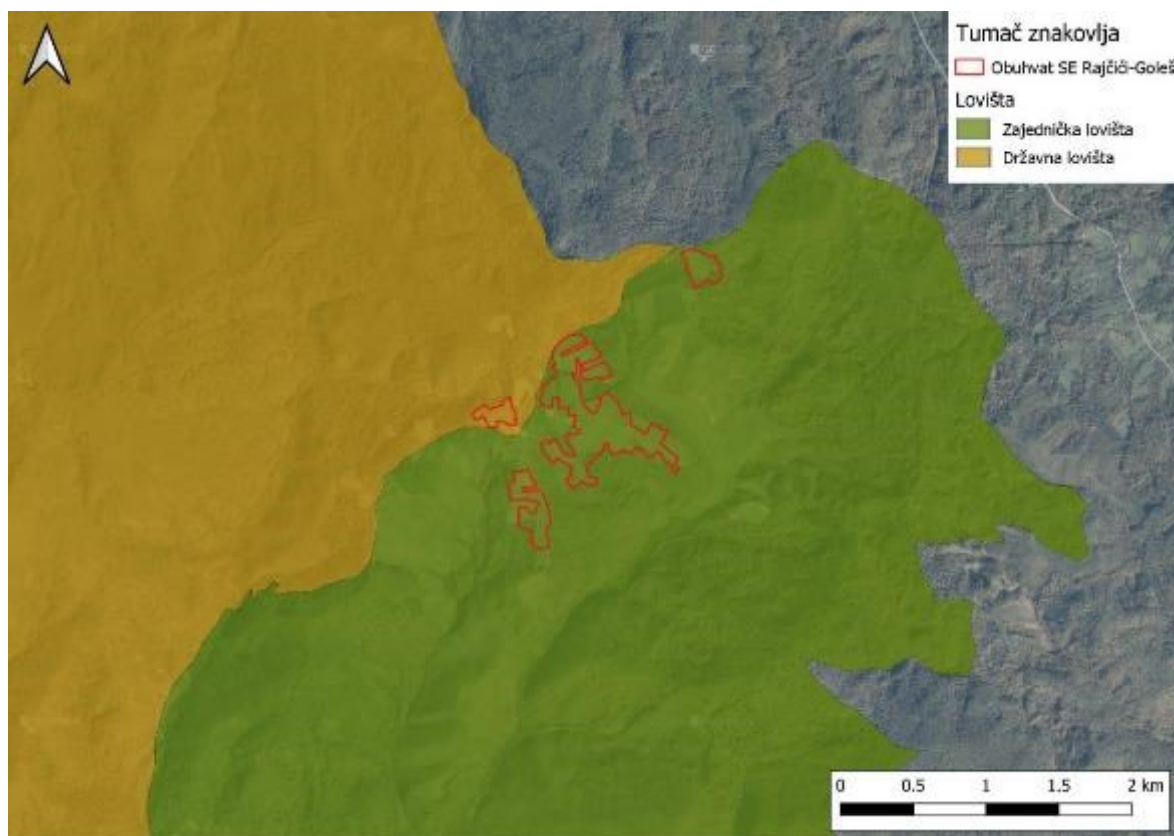 Tumač znakovlja
Obuhvat SE Rajčići-Goleš
Lovišta
Zajednička lovišta
Državna lovišta
0 0.5 1 1.5 2 km